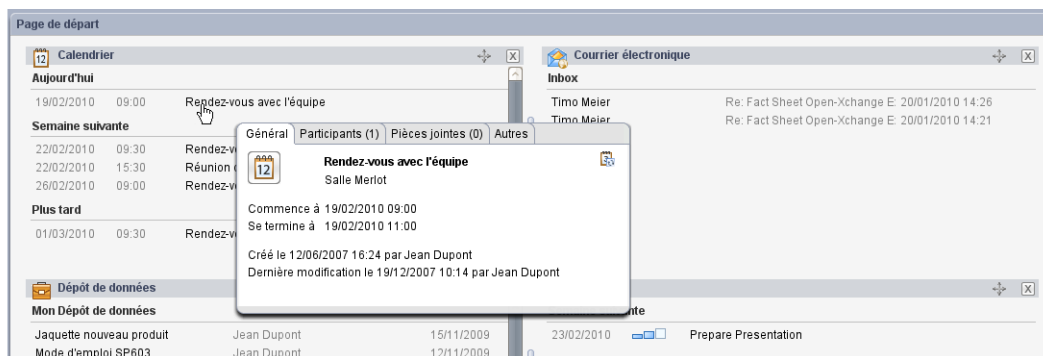 Page de départ
12 Calendrier X
Aujourd'hui
19/02/2010 09:00 Rendez-vous avec l'équipe
Semaine suivante
22/02/2010 09:30 Rendez-v
22/02/2010 15:30 Réunion
26/02/2010 09:00 Rendez-v
Plus tard
01/03/2010 09:30 Rendez-v
Courrier électronique X
Inbox
Timo Meier Re: Fact Sheet Open-Xchange E: 20/01/2010 14:26
Timo Meier Re: Fact Sheet Open-Xchange E: 20/01/2010 14:21
Général Participants (1) Pièces jointes (0) Autres
12 Rendez-vous avec l'équipe
Salle Merlot
Commence à 19/02/2010 09:00
Se termine à 19/02/2010 11:00
Créé le 12/06/2007 16:24 par Jean Dupont
Dernière modification le 19/12/2007 10:14 par Jean Dupont
Dépôt de données
Mon Dépôt de données
Jaquette nouveau produit Jean Dupont 15/11/2009
Mode d'emploi SP603 Jean Dupont 12/11/2009
X
23/02/2010 Prepare Presentation